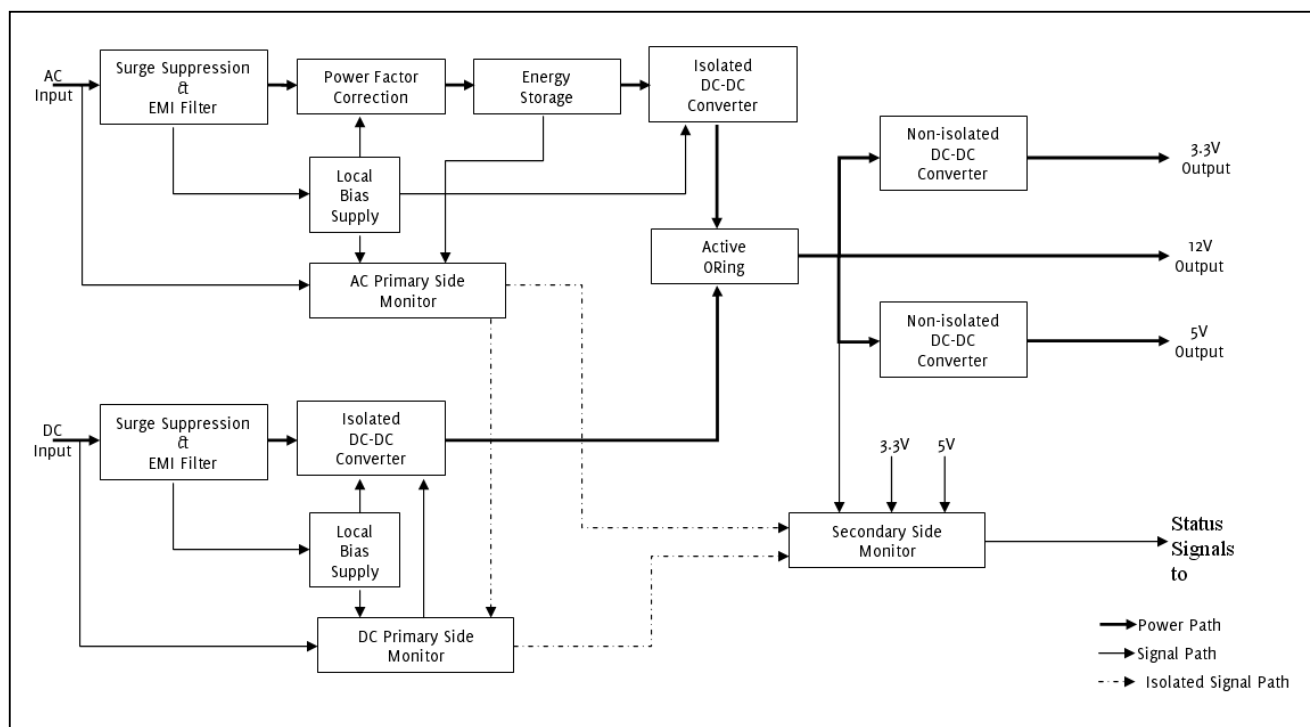 AC
Input
Surge Suppression
&
EMI Filter
Power Factor
Correction
Energy
Storage
Isolated
DC-DC
Converter
Local
Bias
Supply
AC Primary Side
Monitor
Active
ORing
Non-isolated
DC-DC
Converter
3.3V
Output
12V
Output
Non-isolated
DC-DC
Converter
5V
Output
DC
Input
Surge Suppression
&
EMI Filter
Isolated
DC-DC
Converter
Local
Bias
Supply
DC Primary Side
Monitor
3.3V
5V
Secondary Side
Monitor
Status
Signals
to
Power Path
Signal Path
Isolated Signal Path